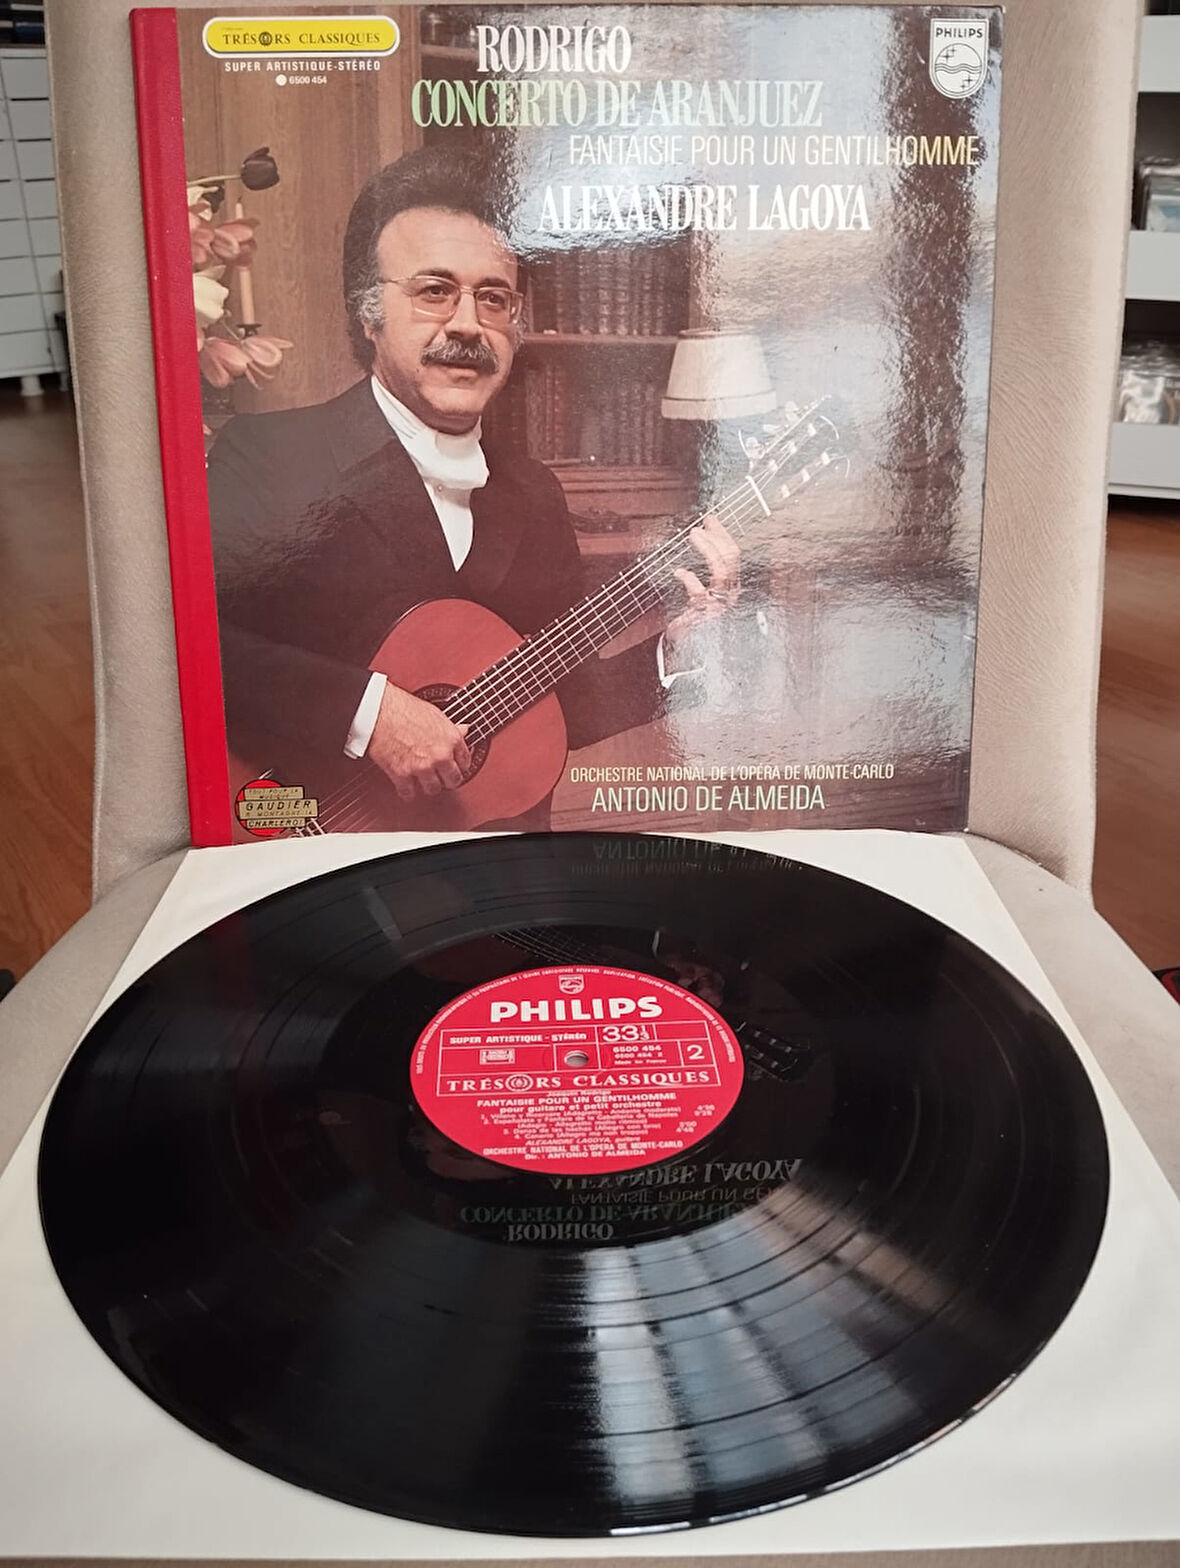 TRÉSORS CLASSIQUES
SUPER ARTISTIQUE-STÉRÉO
6500 454
RODRIGO
CONCERTO DE ARANJUEZ
FANTAISIE POUR UN GENTILHOMME
ALEXANDRE LAGOYA
PHILIPS
ORCHESTRE NATIONAL DE L'OPÉRA DE MONTE-CARLO
ANTONIO DE ALMEIDA
GAUDIER
CHARLEROI
PHILIPS
SUPER ARTISTIQUE - STÉRÉO
33⅓
6500 454
2
TRÉSORS CLASSIQUES
FANTAISIE POUR UN GENTILHOMME
pour guitare et petit orchestre
ALEXANDRE LAGOYA, guitare
ORCHESTRE NATIONAL DE L'OPÉRA DE MONTE-CARLO
Dir.: ANTONIO DE ALMEIDA